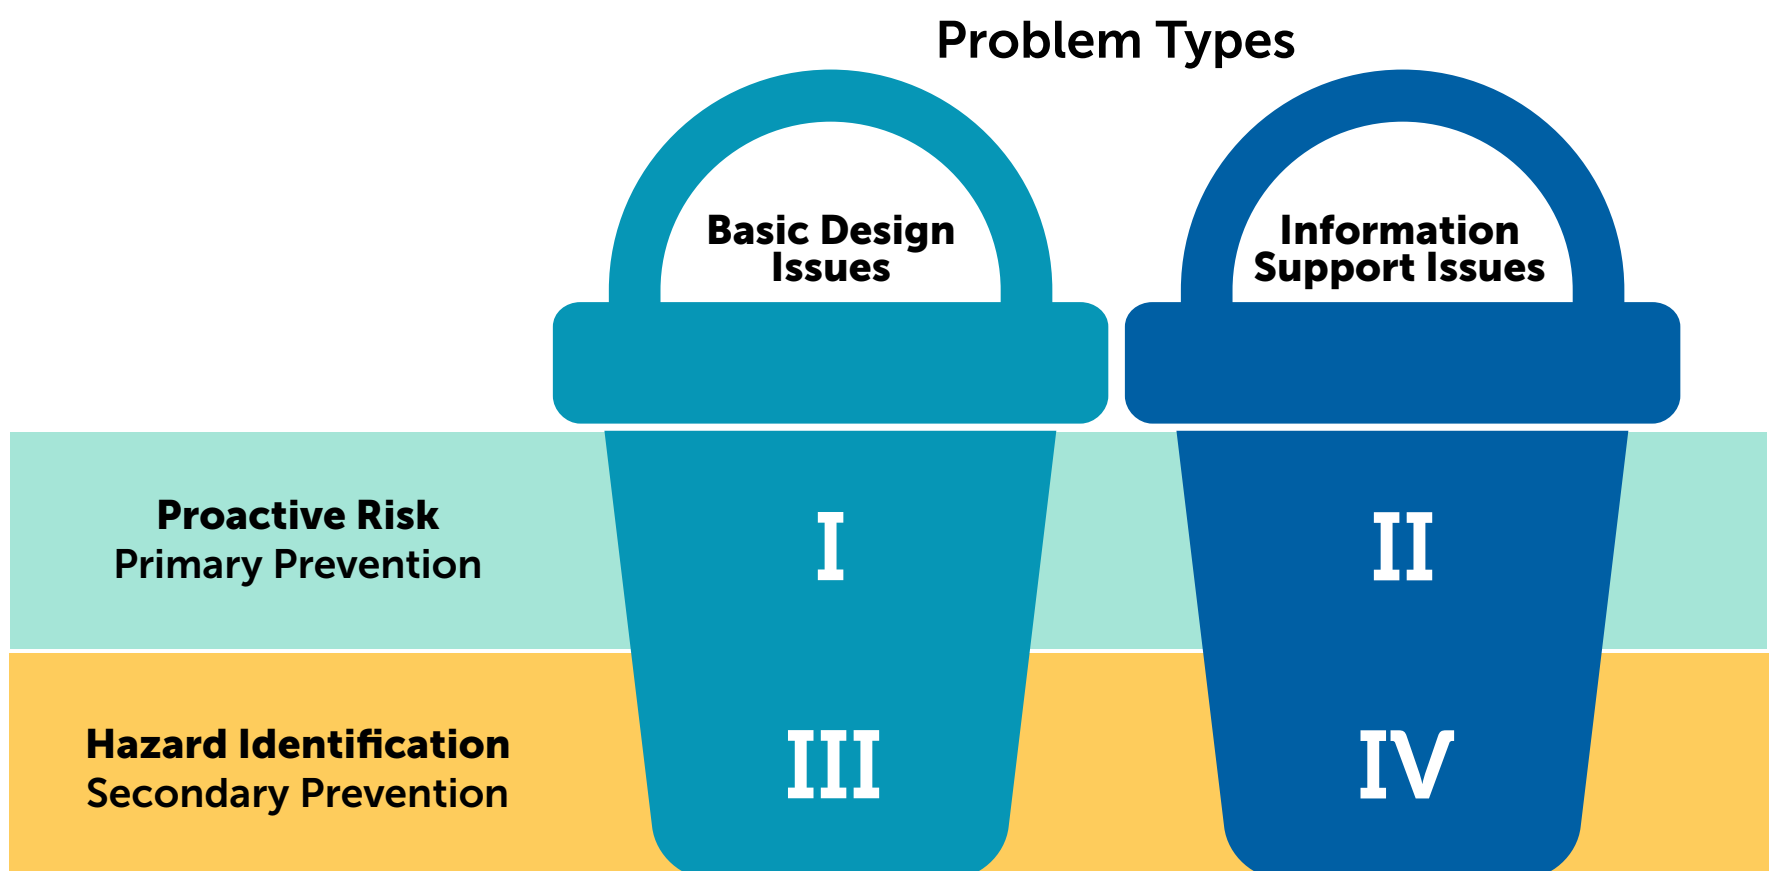 Problem Types
Basic Design
Issues
Information
Support Issues
Proactive Risk
Primary Prevention
I
II
Hazard Identification
Secondary Prevention
III
IV